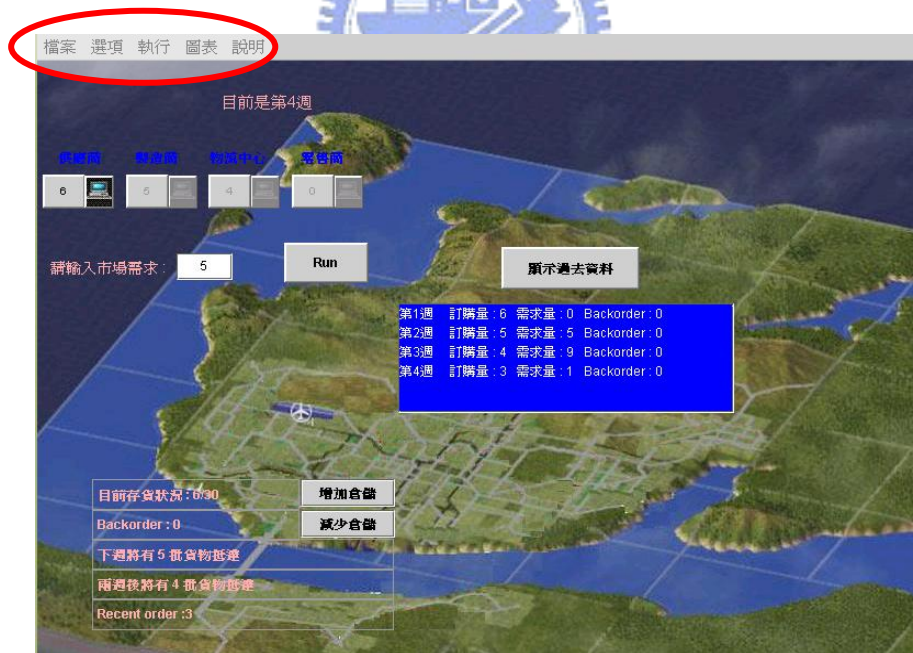 檔案 選項 執行 圖表 說明
目前是第4週
供應商 製造商 物流中心 零售商
6 5 4 0
請輸入市場需求: 5 Run 顯示過去資料
第1週 訂購量:6 需求量:0 Backorder:0
第2週 訂購量:5 需求量:5 Backorder:0
第3週 訂購量:4 需求量:9 Backorder:0
第4週 訂購量:3 需求量:1 Backorder:0
目前存貨狀況:6/30 增加倉儲
Backorder:0 減少倉儲
下週將有 5 批貨物抵達
兩週後將有 4 批貨物抵達
Recent order :3